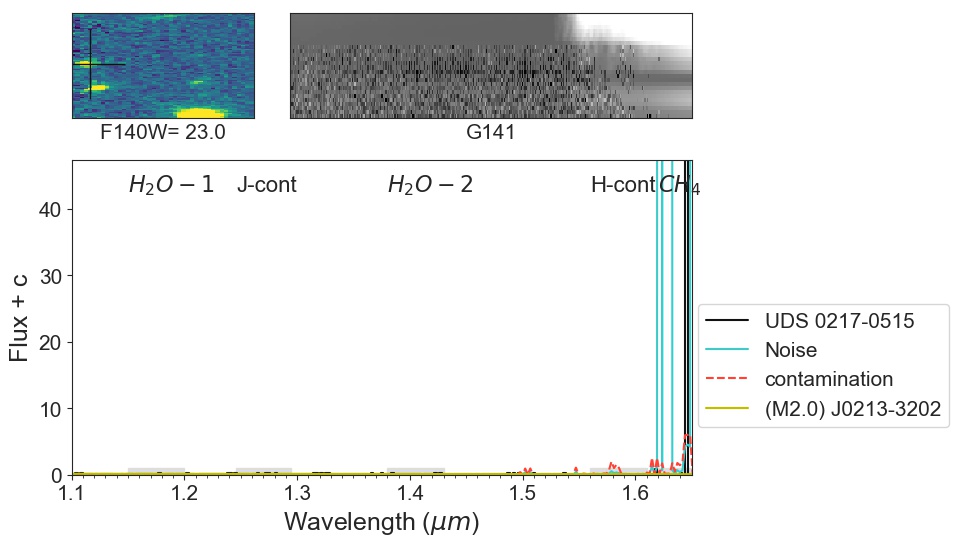 F140W= 23.0
G141
H₂O − 1
J-cont
H₂O − 2
H-cont
CH₄
Flux + c
40
30
20
10
0
1.1
1.2
1.3
1.4
1.5
1.6
Wavelength (μm)
UDS 0217-0515
Noise
contamination
(M2.0) J0213-3202